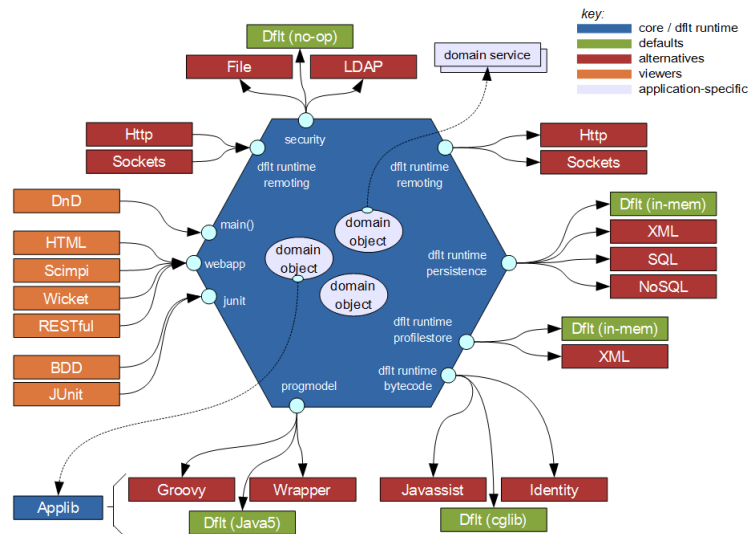 key:
core / dflt runtime
defaults
alternatives
viewers
application-specific
Dflt (no-op)
File
LDAP
domain service
security
Http
Sockets
dflt runtime
remoting
dflt runtime
remoting
Http
Sockets
DnD
HTML
Scimpi
Wicket
RESTful
BDD
JUnit
main()
webapp
junit
domain
object
domain
object
domain
object
dflt runtime
persistence
Dflt (in-mem)
XML
SQL
NoSQL
dflt runtime
profilestore
Dflt (in-mem)
XML
dflt runtime
bytecode
progmodel
Applib
Groovy
Wrapper
Dflt (Java5)
Javassist
Identity
Dflt (cglib)